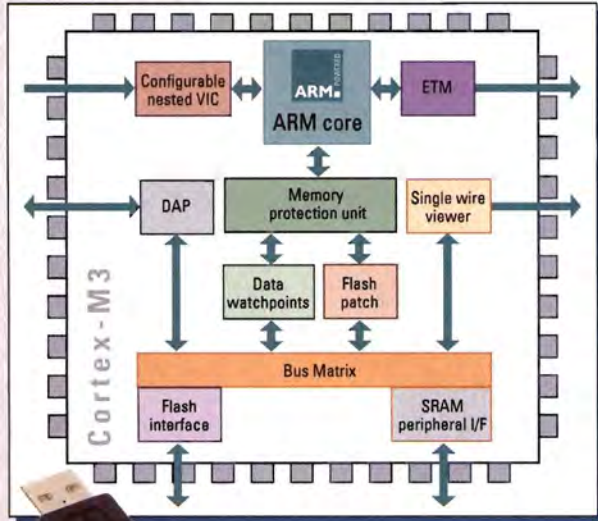 Configurable
nested VIC
ARM
POWERED
ARM core
ETM
DAP
Memory
protection unit
Single wire
viewer
Data
watchpoints
Flash
patch
Bus Matrix
Flash
interface
SRAM
peripheral I/F
Cortex-M3